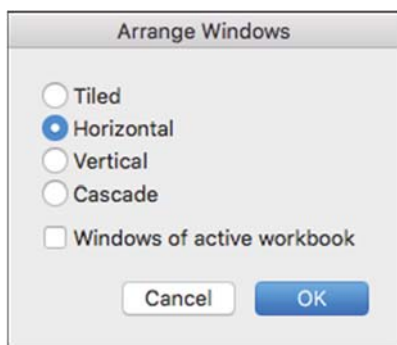 Arrange Windows
Tiled
Horizontal
Vertical
Cascade
Windows of active workbook
Cancel OK